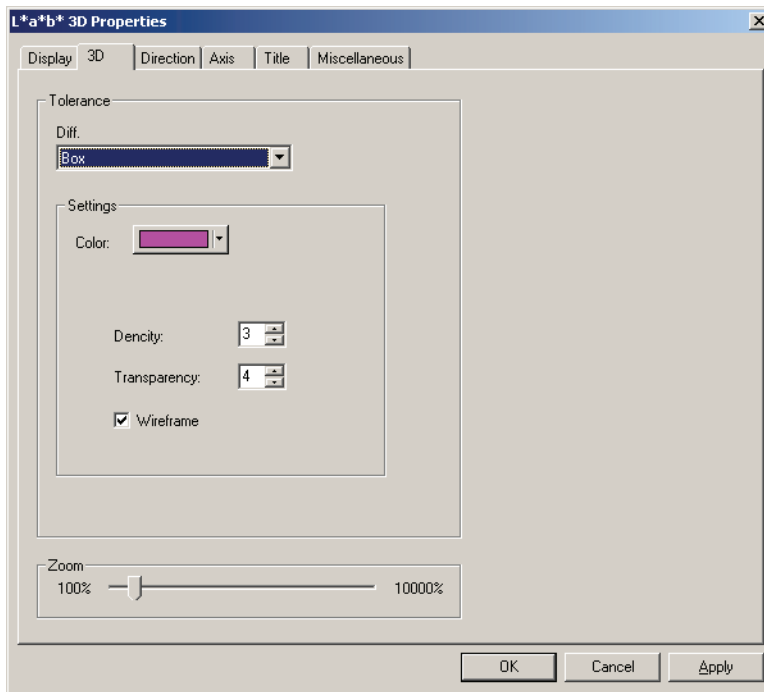 L*a*b* 3D Properties
Display 3D Direction Axis Title Miscellaneous
Tolerance
Diff.
Box
Settings
Color:
Dencity: 3
Transparency: 4
Wireframe
Zoom
100% 10000%
OK Cancel Apply